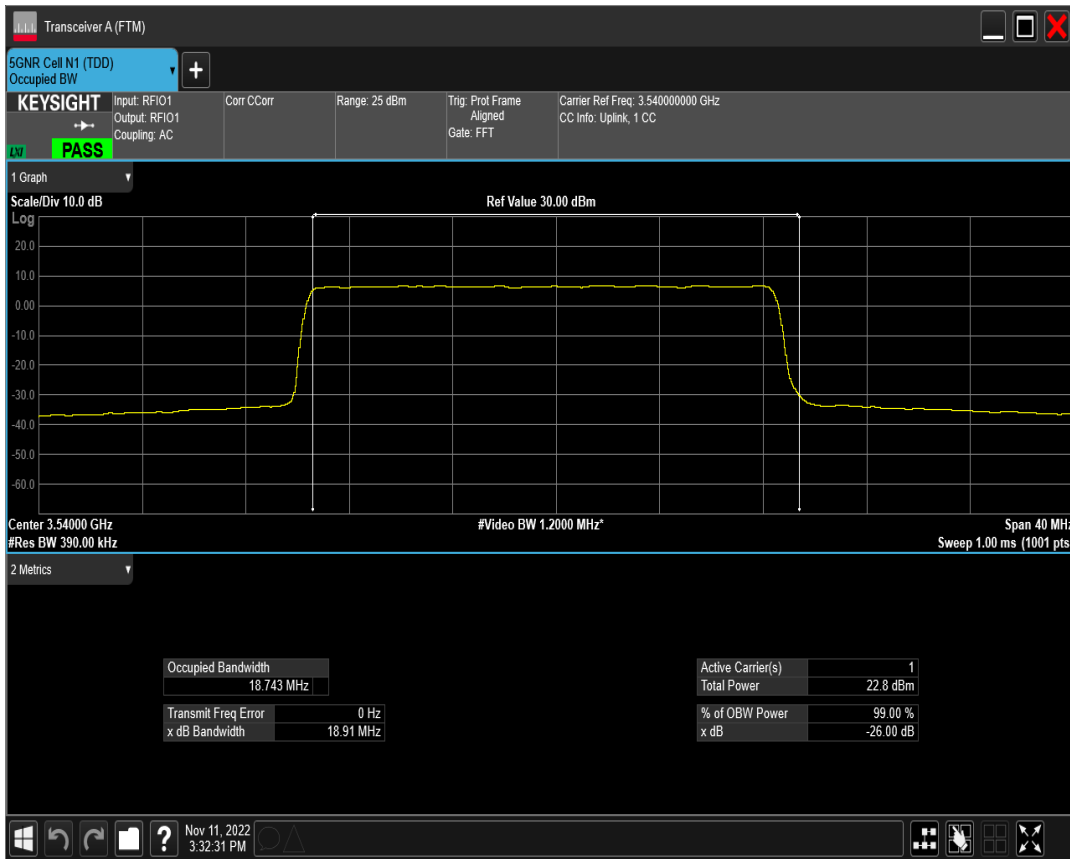 Transceiver A (FTM)
5GNR Cell N1 (TDD)
Occupied BW
+
KEYSIGHT
LXI
PASS
Input: RFIO1
Output: RFIO1
Coupling: AC
Corr CCorr
Range: 25 dBm
Trig: Prot Frame
Aligned
Gate: FFT
Carrier Ref Freq: 3.540000000 GHz
CC Info: Uplink, 1 CC
1 Graph
Scale/Div 10.0 dB
Ref Value 30.00 dBm
Log
20.0
10.0
0.00
-10.0
-20.0
-30.0
-40.0
-50.0
-60.0
Center 3.54000 GHz
#Video BW 1.2000 MHz*
Span 40 MHz
#Res BW 390.00 kHz
Sweep 1.00 ms (1001 pts
2 Metrics
Occupied Bandwidth
18.743 MHz
Transmit Freq Error 0 Hz
x dB Bandwidth 18.91 MHz
Active Carrier(s) 1
Total Power 22.8 dBm
% of OBW Power 99.00 %
x dB -26.00 dB
?
Nov 11, 2022
3:32:31 PM